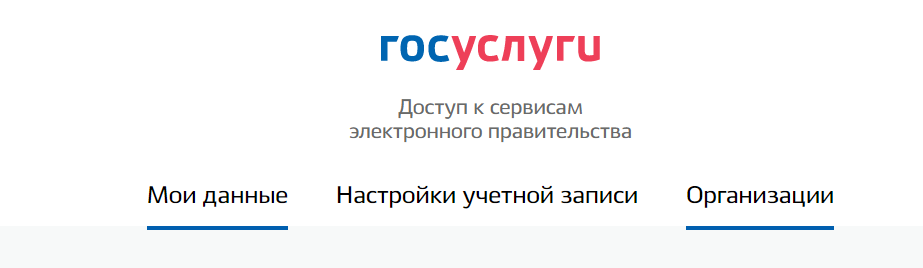 госуслуги
Доступ к сервисам
электронного правительства
Мои данные Настройки учетной записи Организации